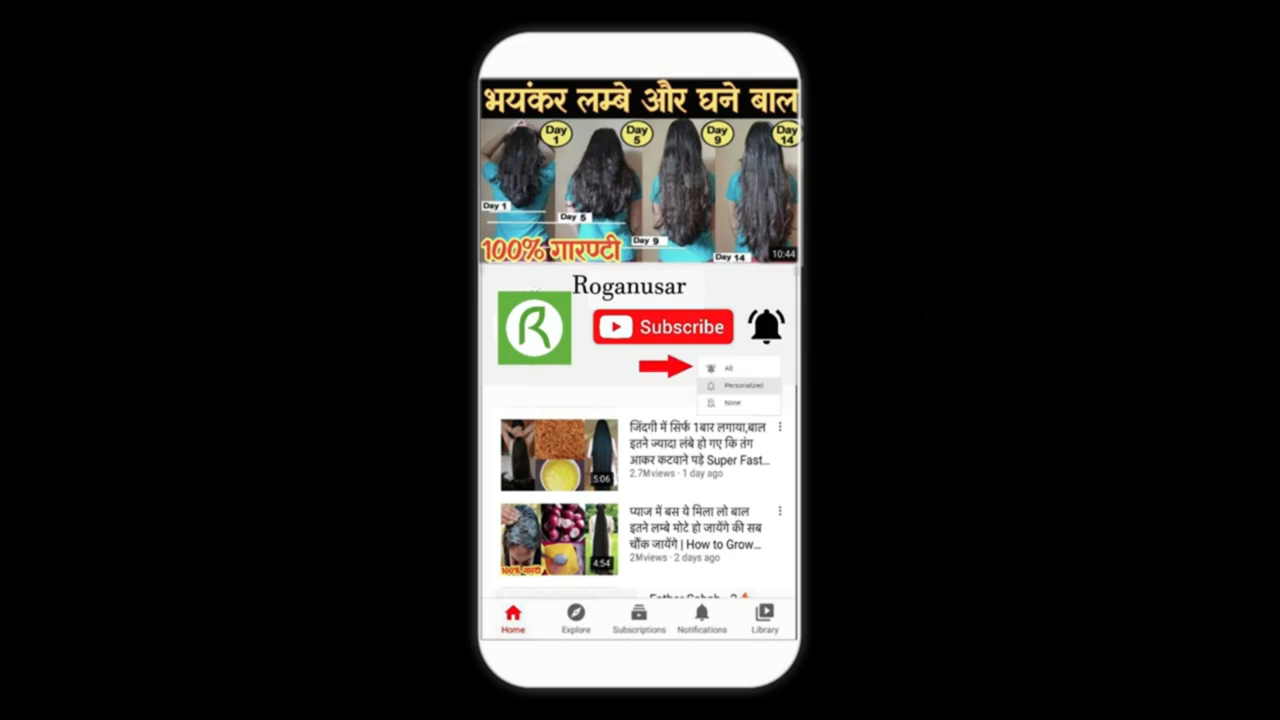 भयंकर लम्बे और घने बाल
Day 1
Day 5
Day 9
Day 14
Day 1
Day 5
Day 9
Day 14
100% गारण्टी
10:44
Roganusar
R
Subscribe
All
Personalized
None
जिंदगी में सिर्फ 1बार लगाया,बाल
इतने ज्यादा लंबे हो गए कि तंग
आकर कटवाने पड़े Super Fast...
2.7Mviews · 1 day ago
5:06
प्याज में बस ये मिला लो बाल
इतने लम्बे मोटे हो जायेंगे की सब
चौंक जायेंगे | How to Grow...
2Mviews · 2 days ago
100% गारंटी
4:54
Home
Explore
Subscriptions
Notifications
Library